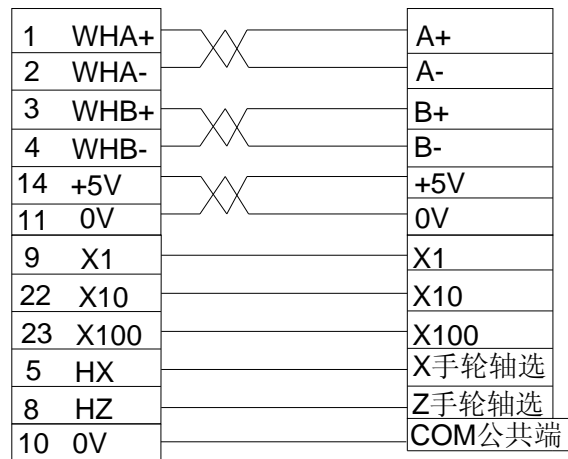 1 WHA+ A+
2 WHA- A-
3 WHB+ B+
4 WHB- B-
14 +5V +5V
11 0V 0V
9 X1 X1
22 X10 X10
23 X100 X100
5 HX X手轮轴选
8 HZ Z手轮轴选
10 0V COM公共端